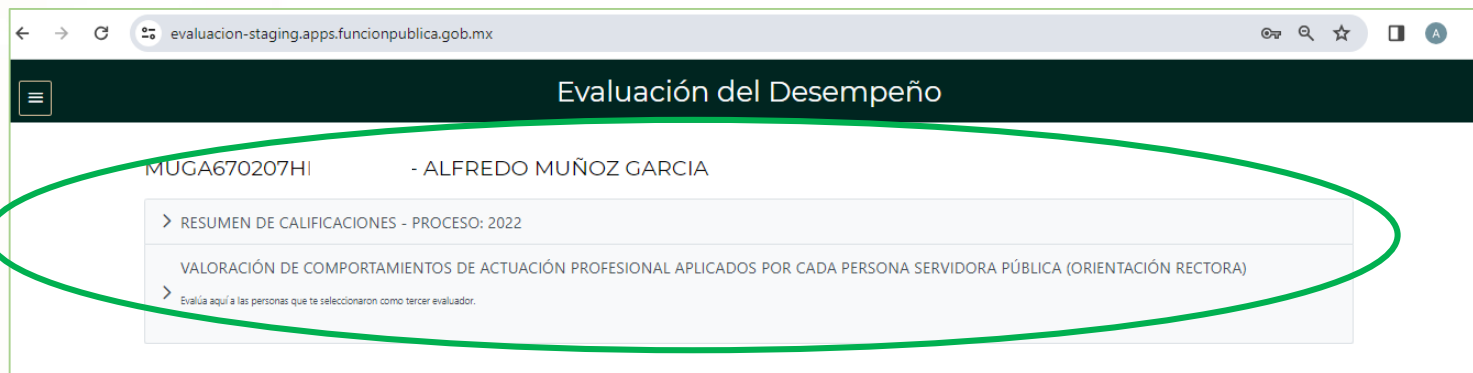 evaluacion-staging.apps.funcionpublica.gob.mx
A
Evaluación del Desempeño
MUGA670207H - ALFREDO MUÑOZ GARCIA
RESUMEN DE CALIFICACIONES - PROCESO: 2022
VALORACIÓN DE COMPORTAMIENTOS DE ACTUACIÓN PROFESIONAL APLICADOS POR CADA PERSONA SERVIDORA PÚBLICA (ORIENTACIÓN RECTORA)
Evalúa aquí a las personas que te seleccionaron como tercer evaluador.